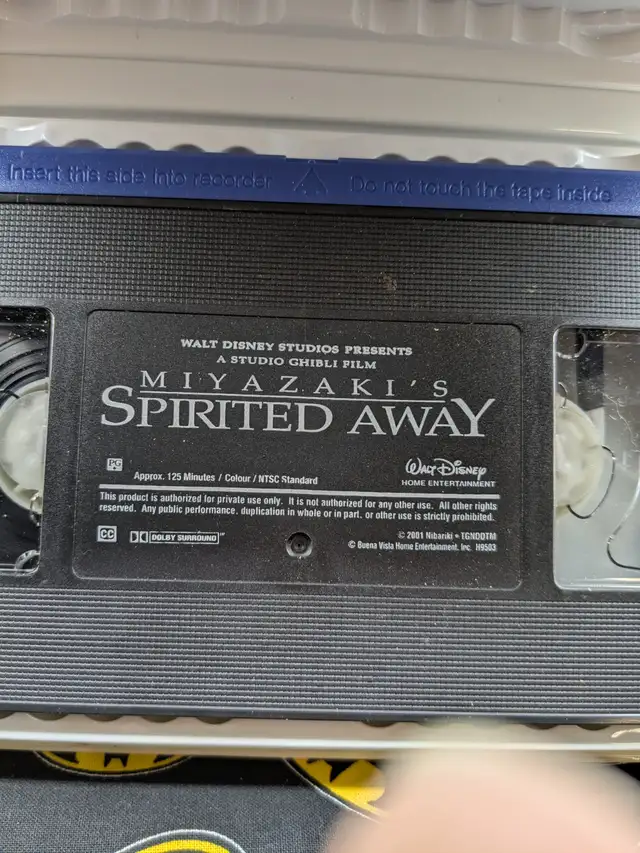 Insert this side into recorder Do not touch the tape inside
WALT DISNEY STUDIOS PRESENTS
A STUDIO GHIBLI FILM
MIYAZAKI'S
SPIRITED AWAY
PG
Approx. 125 Minutes / Colour / NTSC Standard
Walt Disney
HOME ENTERTAINMENT
This product is authorized for private use only. It is not authorized for any other use. All other rights
reserved. Any public performance, duplication in whole or in part, or other use is strictly prohibited.
CC DOLBY SURROUND
© 2001 Nibariki • TGNDDTM
© Buena Vista Home Entertainment, Inc. H9583